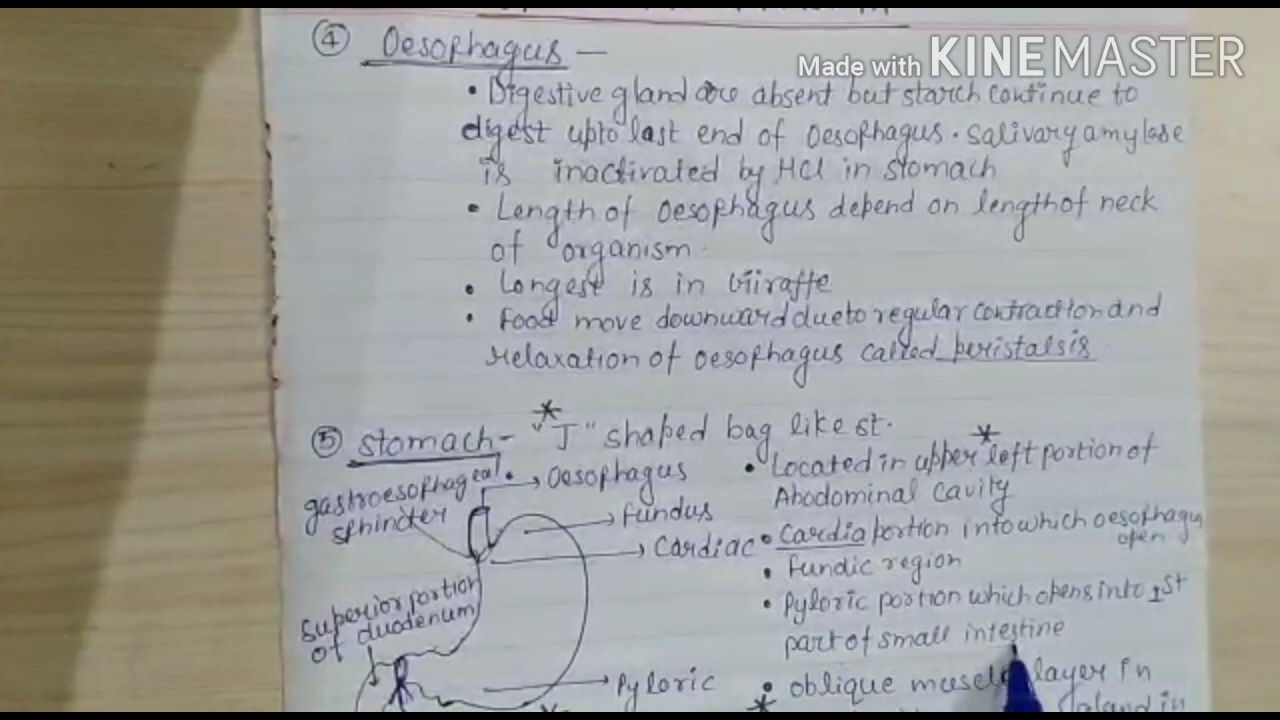 Made with KINEMASTER
④ Oesophagus —
• Digestive gland are absent but starch continue to
digest upto last end of oesophagus. salivary amylase
is inactivated by HCl in stomach
• Length of oesophagus depend on length of neck
of organism.
• Longest is in Giraffe
• Food move downward due to regular contraction and
relaxation of oesophagus called peristalsis
⑤ Stomach - "J" shaped bag like st.
gastroesophageal
sphincter
Oesophagus
fundus
Cardiac
superior portion
of duodenum
Pyloric
• Located in upper left portion of
Abodominal cavity
• Cardia portion into which oesophagus
open
• fundic region
• Pyloric portion which opens into 1st
part of small intestine
• oblique muscle layer in
gland in